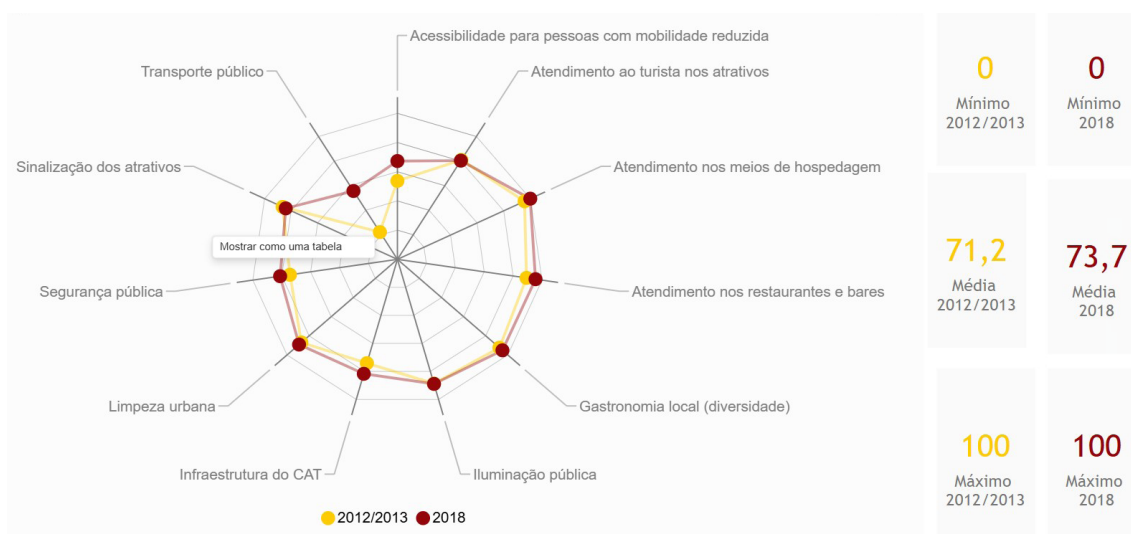 Acessibilidade para pessoas com mobilidade reduzida
Transporte público
Atendimento ao turista nos atrativos
Sinalização dos atrativos
Atendimento nos meios de hospedagem
Mostrar como uma tabela
Segurança pública
Atendimento nos restaurantes e bares
Limpeza urbana
Gastronomia local (diversidade)
Infraestrutura do CAT
Iluminação pública
2012/2013
2018
0
Mínimo
2012/2013
0
Mínimo
2018
71,2
Média
2012/2013
73,7
Média
2018
100
Máximo
2012/2013
100
Máximo
2018